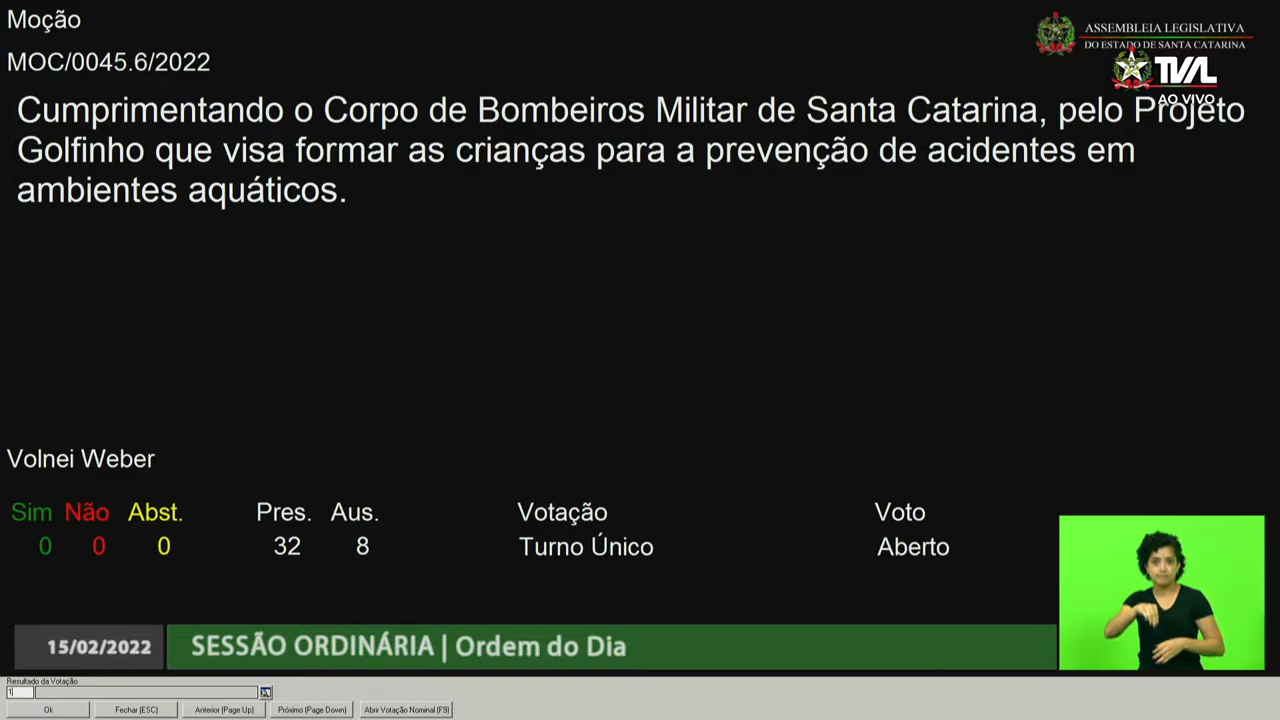 Moção
MOC/0045.6/2022
ASSEMBLEIA LEGISLATIVA
DO ESTADO DE SANTA CATARINA
TVAL
AO VIVO
Cumprimentando o Corpo de Bombeiros Militar de Santa Catarina, pelo Projeto
Golfinho que visa formar as crianças para a prevenção de acidentes em
ambientes aquáticos.
Volnei Weber
Sim Não Abst. Pres. Aus. Votação Voto
0 0 0 32 8 Turno Único Aberto
15/02/2022 SESSÃO ORDINÁRIA | Ordem do Dia
Resultado da Votação
1
Ok Fechar (ESC) Anterior (Page Up) Próximo (Page Down) Abrir Votação Nominal (F9)